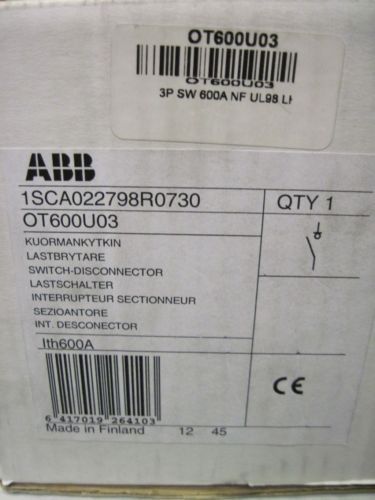 OT600U03
OT600U03
3P SW 600A NF UL98 LH
ABB
1SCA022798R0730
QTY 1
OT600U03
KUORMANKYTKIN
LASTBRYTARE
SWITCH-DISCONNECTOR
LASTSCHALTER
INTERRUPTEUR SECTIONNEUR
SEZIOANTORE
INT. DESCONECTOR
Ith600A
CE
6 417019 264103
Made in Finland 12 45